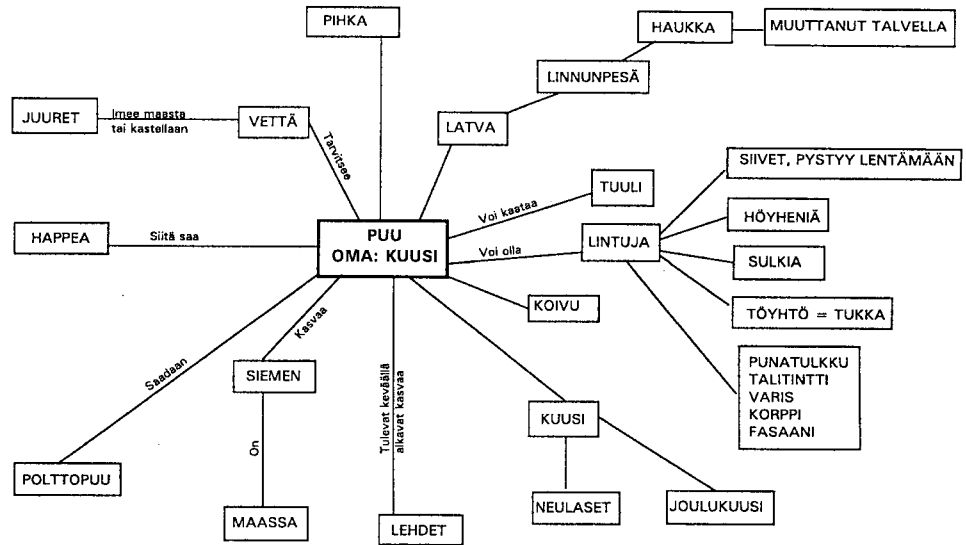 PIHKA
HAUKKA
MUUTTANUT TALVELLA
LINNUNPESÄ
JUURET
Imee maasta
tai kastellaan
VETTÄ
LATVA
Tarvitsee
SIIVET, PYSTYY LENTÄMÄÄN
TUULI
Voi kastaa
HÖYHENIÄ
HAPPEA
Siitä saa
PUU
OMA: KUUSI
Voi olla
LINTUJA
SULKIA
KOIVU
TÖYHTÖ = TUKKA
Saadaan
Kasvaa
SIEMEN
Tulevat keväällä
alkavat kasvaa
PUNATULKKU
TALITINTTI
VARIS
KORPPI
FASAANI
KUUSI
On
POLTTOPUU
MAASSA
LEHDET
NEULASET
JOULUKUUSI